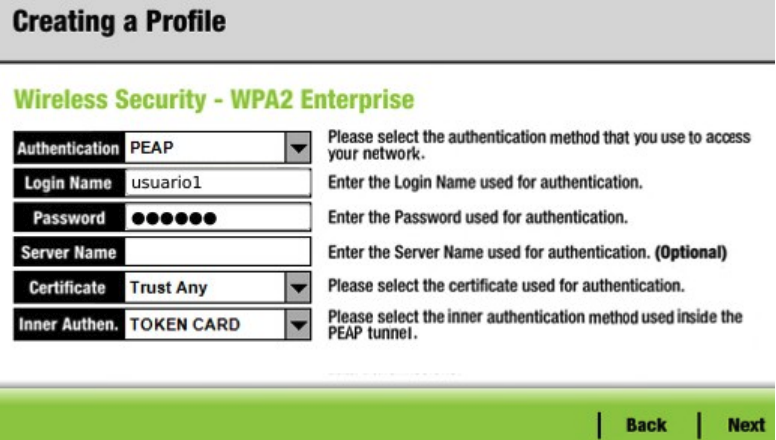 Creating a Profile
Wireless Security - WPA2 Enterprise
Authentication PEAP Please select the authentication method that you use to access
your network.
Login Name usuario1 Enter the Login Name used for authentication.
Password ●●●●●● Enter the Password used for authentication.
Server Name Enter the Server Name used for authentication. (Optional)
Certificate Trust Any Please select the certificate used for authentication.
Inner Authen. TOKEN CARD Please select the inner authentication method used inside the
PEAP tunnel.
Back Next